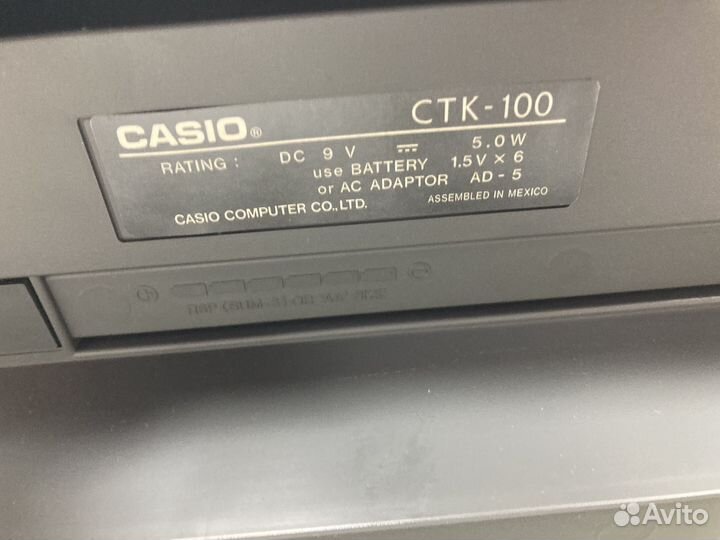 CASIO® CTK-100
RATING : DC 9 V ⎓ 5.0 W
use BATTERY 1.5 V × 6
or AC ADAPTOR AD - 5
CASIO COMPUTER CO., LTD. ASSEMBLED IN MEXICO
Avito